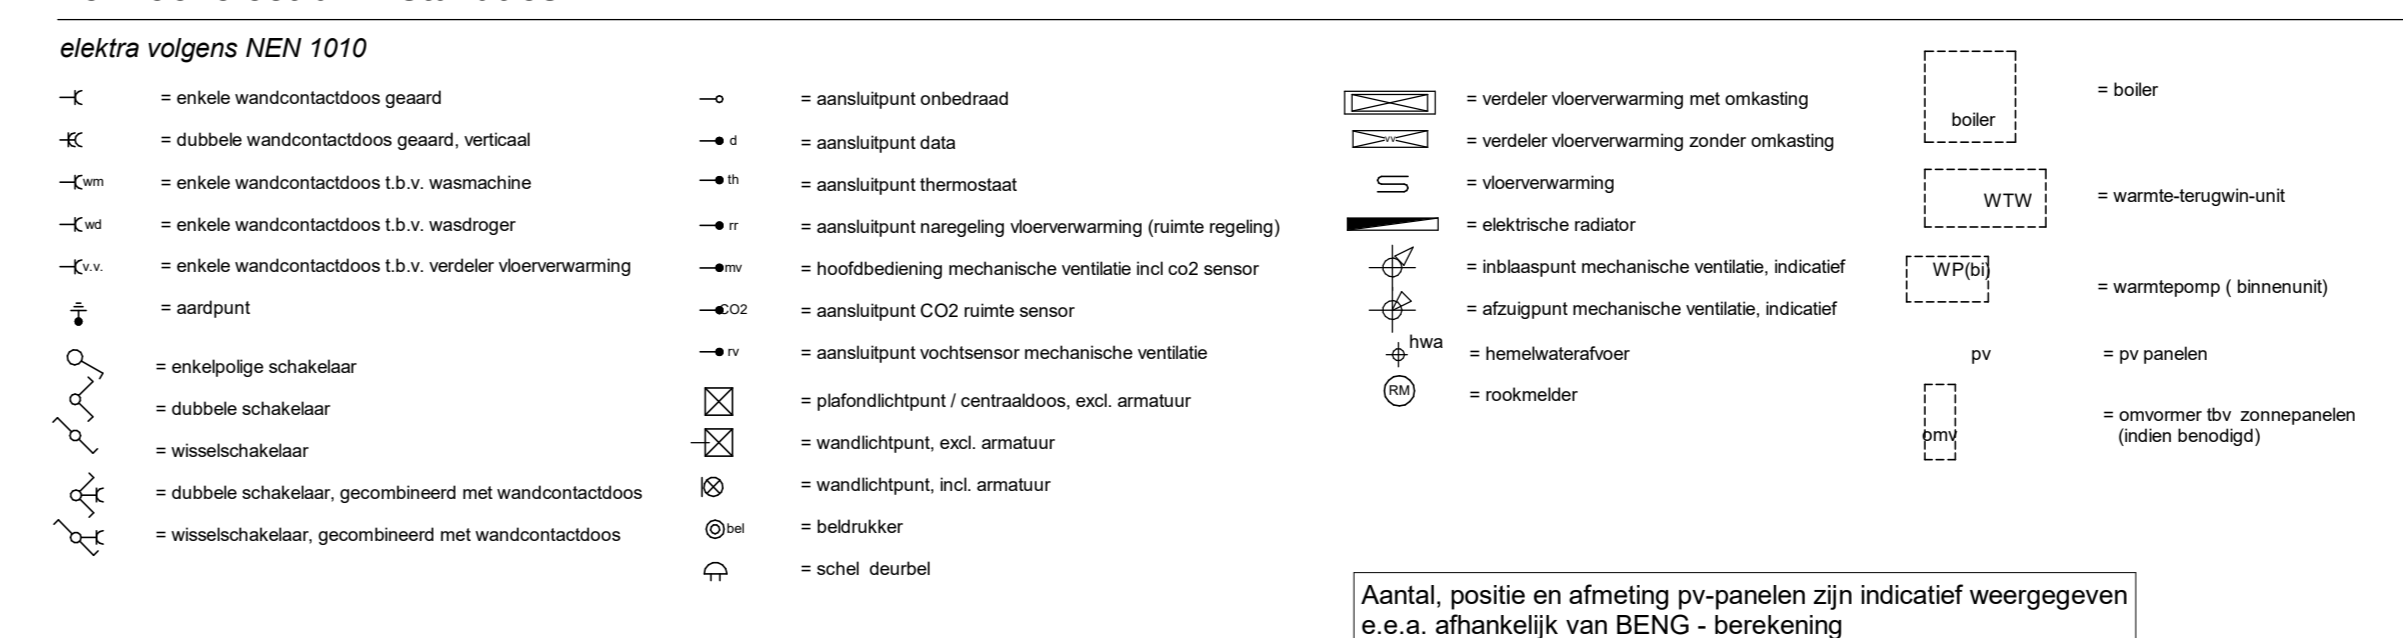 elektra volgens NEN 1010
= enkele wandcontactdoos geaard
= dubbele wandcontactdoos geaard, verticaal
wm = enkele wandcontactdoos t.b.v. wasmachine
wd = enkele wandcontactdoos t.b.v. wasdroger
v.v. = enkele wandcontactdoos t.b.v. verdeler vloerverwarming
= aardpunt
= enkelpolige schakelaar
= dubbele schakelaar
= wisselschakelaar
= dubbele schakelaar, gecombineerd met wandcontactdoos
= wisselschakelaar, gecombineerd met wandcontactdoos
= aansluitpunt onbedraad
d = aansluitpunt data
th = aansluitpunt thermostaat
rr = aansluitpunt naregeling vloerverwarming (ruimte regeling)
mv = hoofdbediening mechanische ventilatie incl co2 sensor
CO2 = aansluitpunt CO2 ruimte sensor
rv = aansluitpunt vochtsensor mechanische ventilatie
= plafondlichtpunt / centraaldoos, excl. armatuur
= wandlichtpunt, excl. armatuur
= wandlichtpunt, incl. armatuur
bel = beldrukker
= schel deurbel
= verdeler vloerverwarming met omkasting
vv = verdeler vloerverwarming zonder omkasting
= vloerverwarming
= elektrische radiator
= inblaaspunt mechanische ventilatie, indicatief
= afzuigpunt mechanische ventilatie, indicatief
hwa = hemelwaterafvoer
RM = rookmelder
boiler = boiler
WTW = warmte-terugwin-unit
WP(bi) = warmtepomp ( binnenunit)
pv = pv panelen
omv = omvormer tbv zonnepanelen
(indien benodigd)
Aantal, positie en afmeting pv-panelen zijn indicatief weergegeven
e.e.a. afhankelijk van BENG - berekening